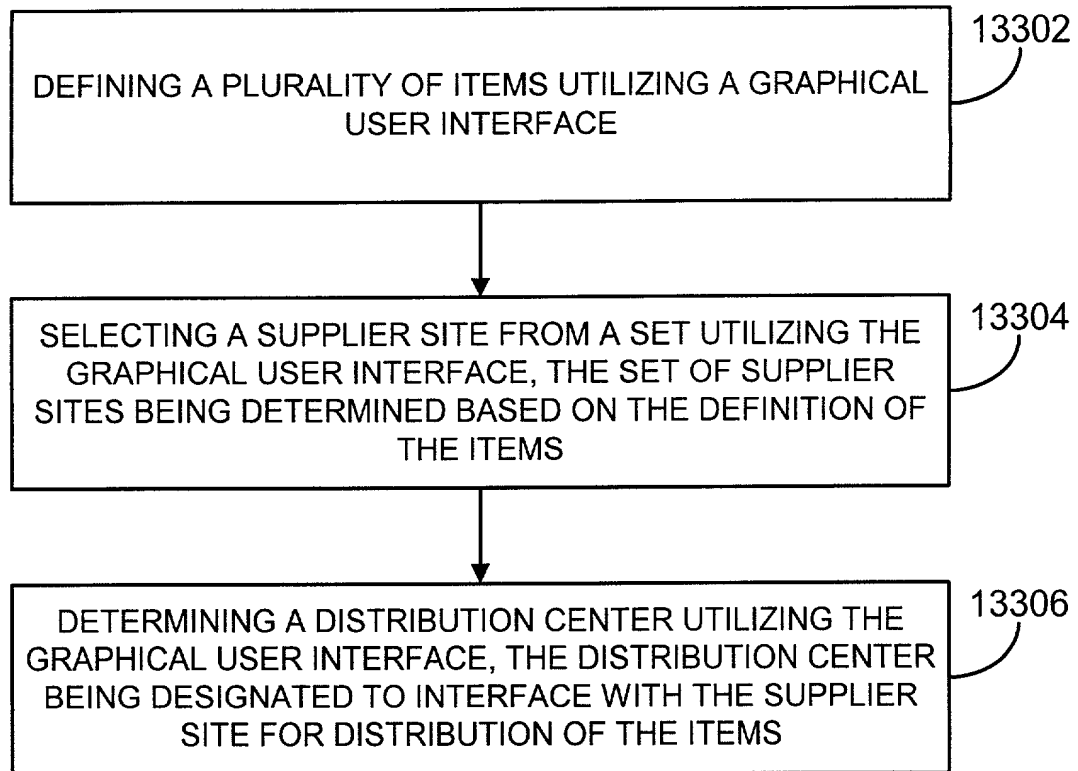 13302
DEFINING A PLURALITY OF ITEMS UTILIZING A GRAPHICAL
USER INTERFACE
13304
SELECTING A SUPPLIER SITE FROM A SET UTILIZING THE
GRAPHICAL USER INTERFACE, THE SET OF SUPPLIER
SITES BEING DETERMINED BASED ON THE DEFINITION OF
THE ITEMS
13306
DETERMINING A DISTRIBUTION CENTER UTILIZING THE
GRAPHICAL USER INTERFACE, THE DISTRIBUTION CENTER
BEING DESIGNATED TO INTERFACE WITH THE SUPPLIER
SITE FOR DISTRIBUTION OF THE ITEMS